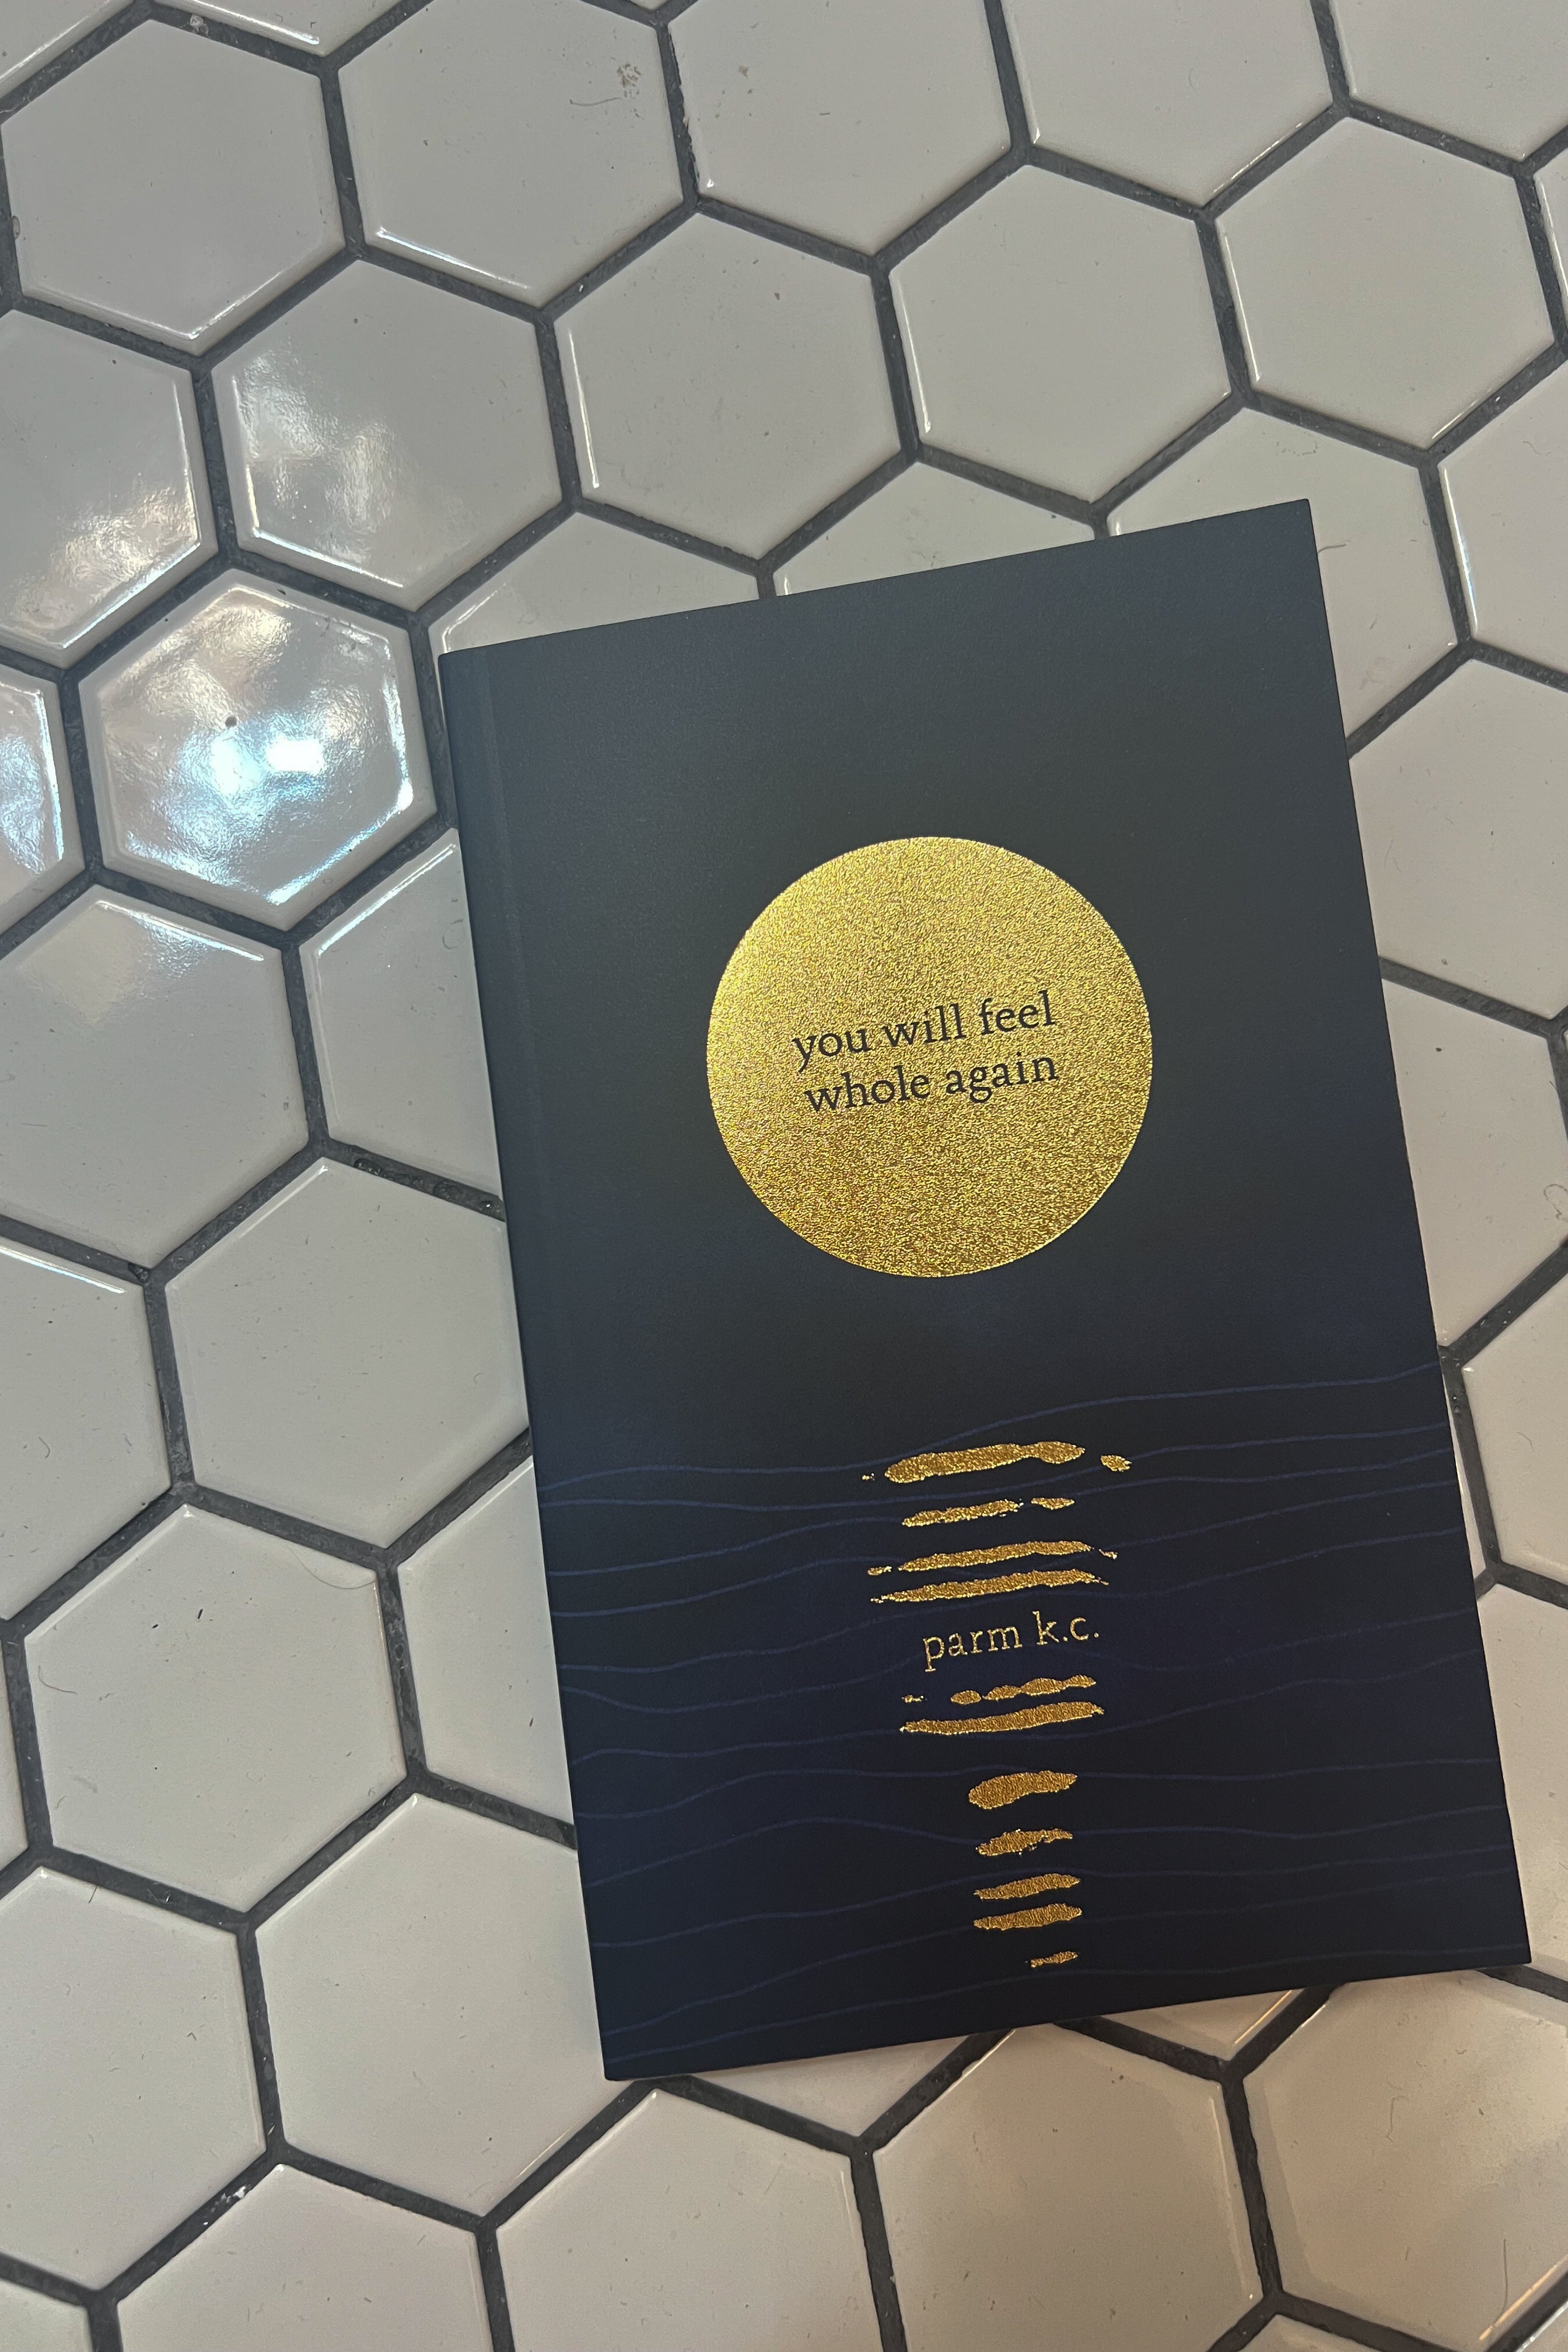 you will feel
whole again
parm k.c.